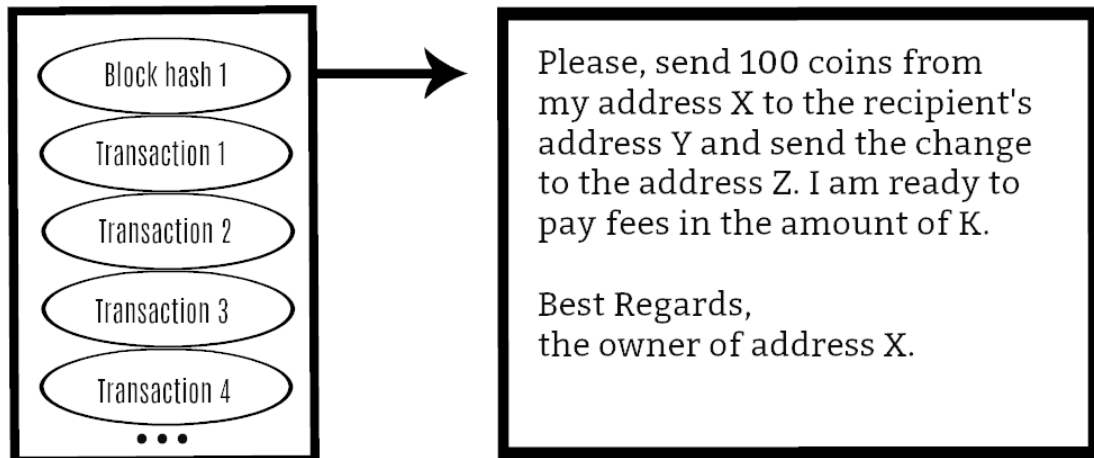 Block hash 1
Transaction 1
Transaction 2
Transaction 3
Transaction 4
...
Please, send 100 coins from
my address X to the recipient's
address Y and send the change
to the address Z. I am ready to
pay fees in the amount of K.
Best Regards,
the owner of address X.